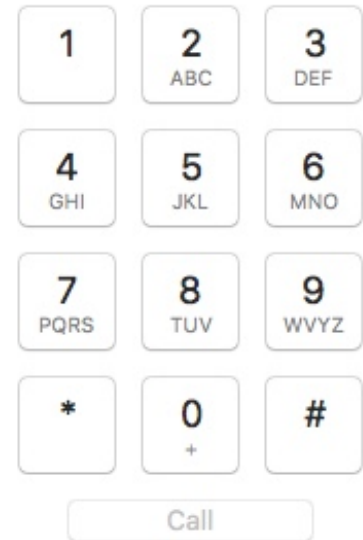 1 2 3
ABC DEF
4 5 6
GHI JKL MNO
7 8 9
PQRS TUV WVYZ
* 0 #
+
Call